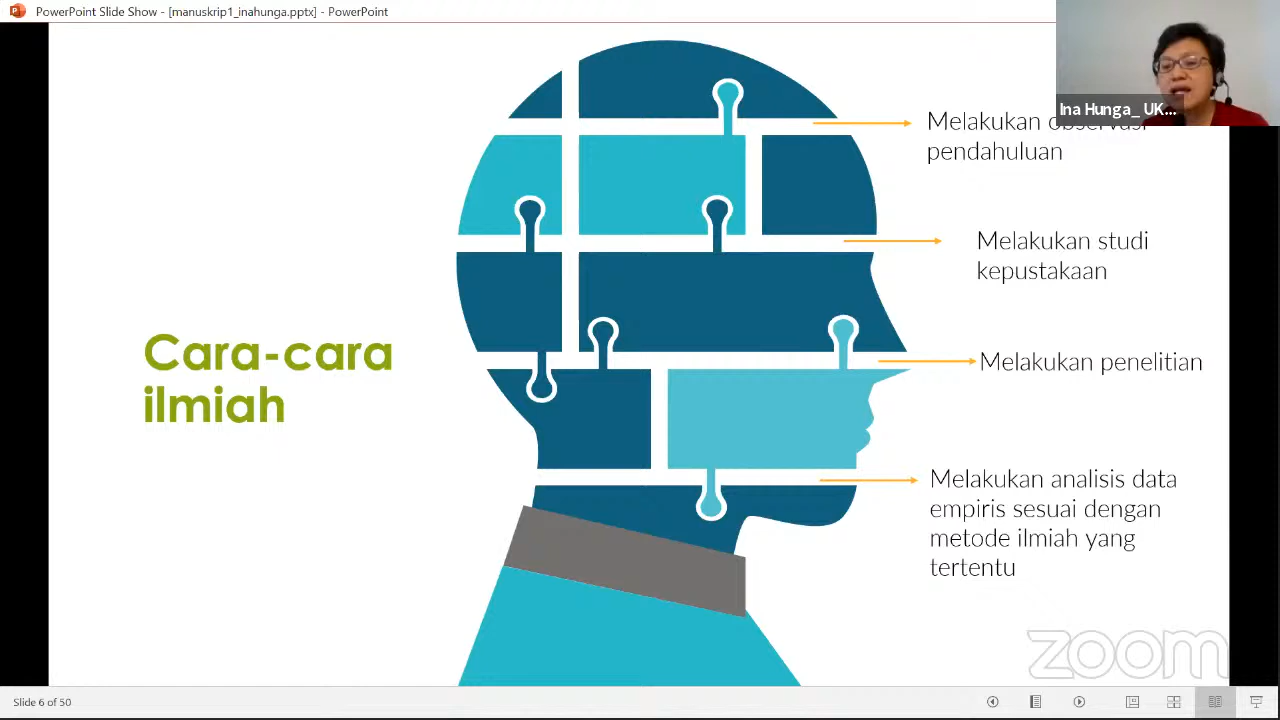 PowerPoint Slide Show - [manuskrip1_inahunga.pptx] - PowerPoint
Ina Hunga_ UK...
Melakukan observasi
pendahuluan
Melakukan studi
kepustakaan
Cara-cara
ilmiah
Melakukan penelitian
Melakukan analisis data
empiris sesuai dengan
metode ilmiah yang
tertentu
zoom
Slide 6 of 50